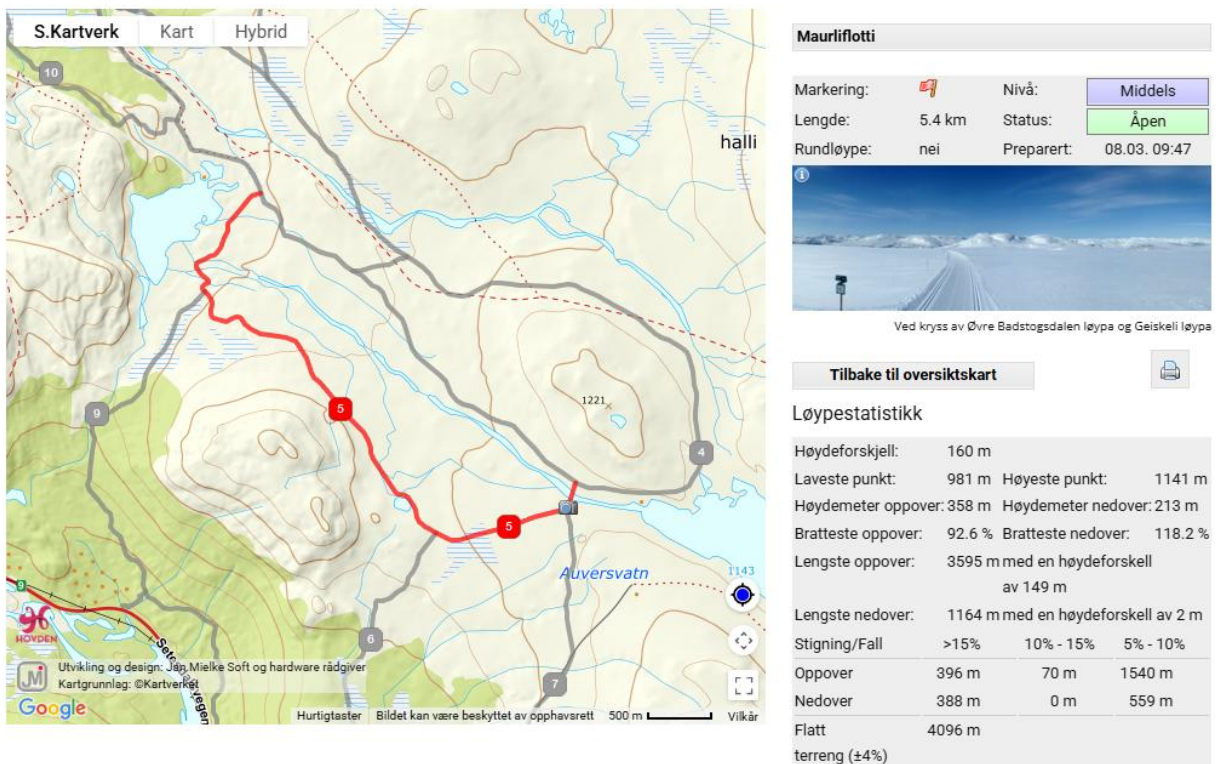 S.Kartverk Kart Hybrid
10
halli
9
5
1221
4
5
Auversvatn
1143
9
HOVDEN
6
7
Utvikling og design: Jan Mielke Soft og hardware rådgiver
Kartgrunnlag: ©Kartverket
JM
Google
Hurtigtaster Bildet kan være beskyttet av opphavsrett 500 m Vilkår
Maurliflotti
Markering: Nivå: Middels
Lengde: 5.4 km Status: Åpen
Rundløype: nei Preparert: 08.03. 09:47
Ved kryss av Øvre Badstogsdalen løypa og Geiskeli løypa
Tilbake til oversiktskart
Løypestatistikk
Høydeforskjell: 160 m
Laveste punkt: 981 m Høyeste punkt: 1141 m
Høydemeter oppover: 358 m Høydemeter nedover: 213 m
Bratteste oppover: 92.6 % Bratteste nedover: 138 %
Lengste oppover: 3595 m med en høydeforskell
av 149 m
Lengste nedover: 1164 m med en høydeforskell av 2 m
Stigning/Fall >15% 10% - 15% 5% - 10%
Oppover 396 m 70 m 1540 m
Nedover 388 m 0 m 559 m
Flatt 4096 m
terreng (±4%)